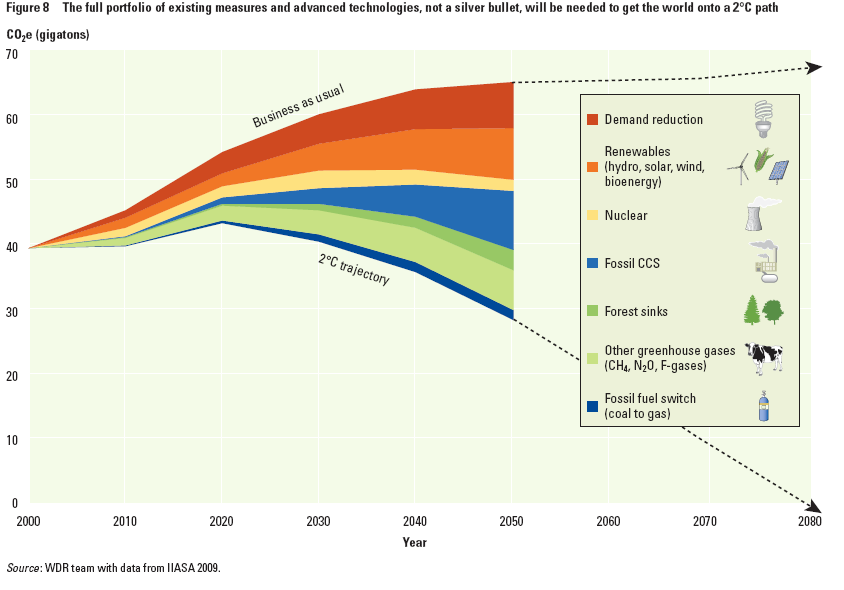 Figure 8 The full portfolio of existing measures and advanced technologies, not a silver bullet, will be needed to get the world onto a 2°C path
CO₂e (gigatons)
70
60
50
40
30
20
10
0
Business as usual
2°C trajectory
Demand reduction
Renewables
(hydro, solar, wind,
bioenergy)
Nuclear
Fossil CCS
Forest sinks
Other greenhouse gases
(CH₄, N₂O, F-gases)
Fossil fuel switch
(coal to gas)
2000 2010 2020 2030 2040 2050 2060 2070 2080
Year
Source: WDR team with data from IIASA 2009.